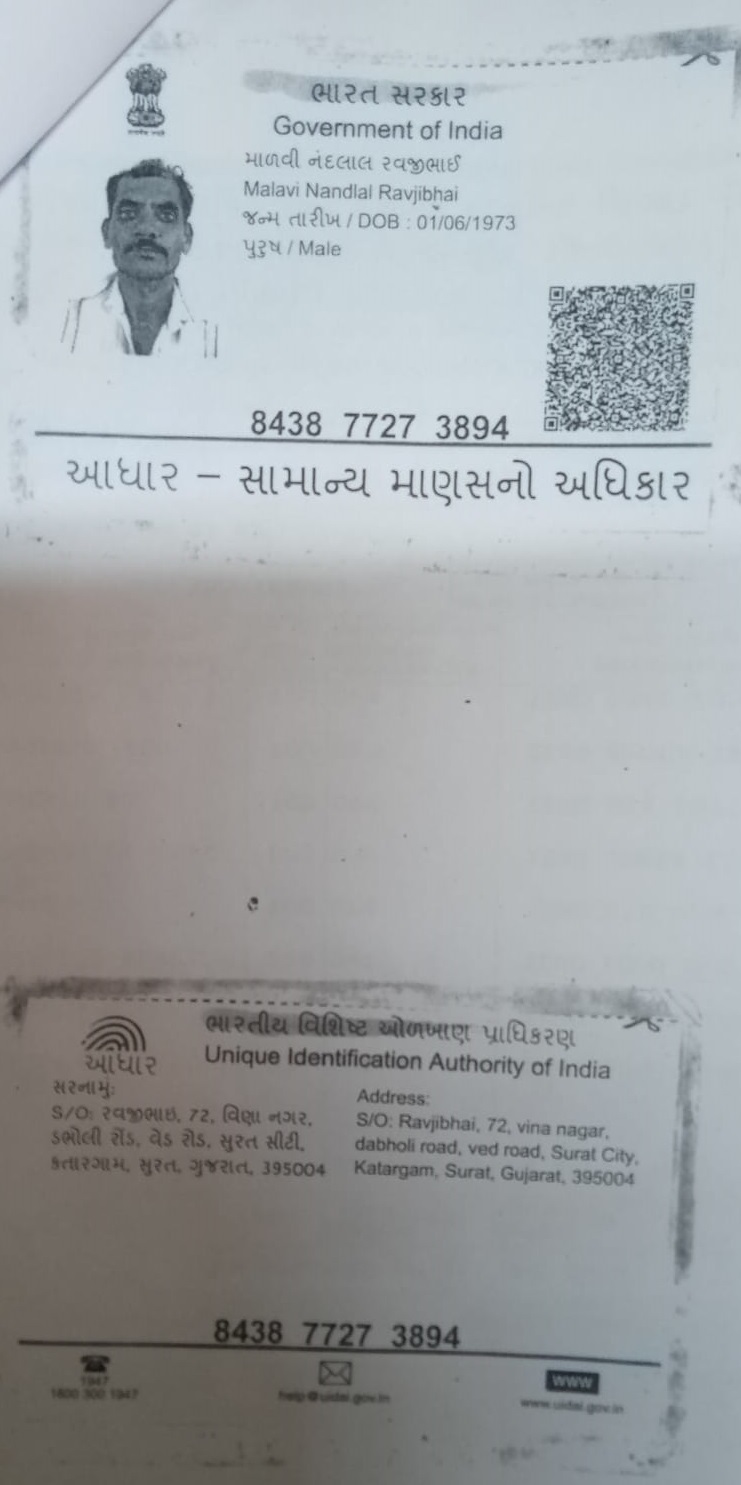 ભારત સરકાર
Government of India
માળવી નંદલાલ રવજીભાઈ
Malavi Nandlal Ravjibhai
જન્મ તારીખ / DOB : 01/06/1973
પુરુષ / Male
8438 7727 3894
આધાર – સામાન્ય માણસનો અધિકાર
ભારતીય વિશિષ્ટ ઓળખાણ પ્રાધિકરણ
Unique Identification Authority of India
આધાર
સરનામું:
S/O: રવજીભાઇ, 72, વિણા નગર,
ડભોલી રોડ, વેડ રોડ, સુરત સીટી,
કતારગામ, સુરત, ગુજરાત, 395004
Address:
S/O: Ravjibhai, 72, vina nagar,
dabholi road, ved road, Surat City,
Katargam, Surat, Gujarat, 395004
8438 7727 3894
1947
1800 300 1947
help@uidai.gov.in
www
www.uidai.gov.in